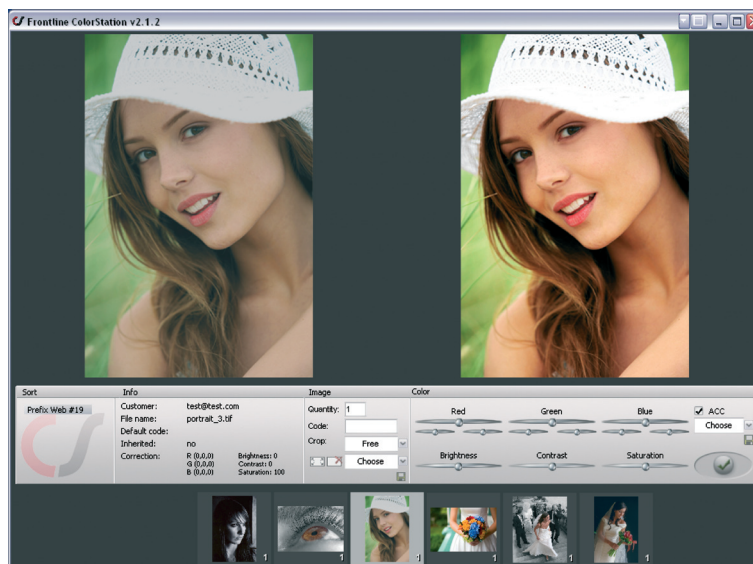 Frontline ColorStation v2.1.2
Sort
Info
Image
Color
Prefix Web #19
Customer: test@test.com
File name: portrait_3.tif
Default code:
Inherited: no
Correction: R (0,0,0) Brightness: 0
G (0,0,0) Contrast: 0
B (0,0,0) Saturation: 100
Quantity: 1
Code:
Crop: Free
Choose
Red Green Blue
ACC
Choose
Brightness Contrast Saturation
1 1 1 1 1 1